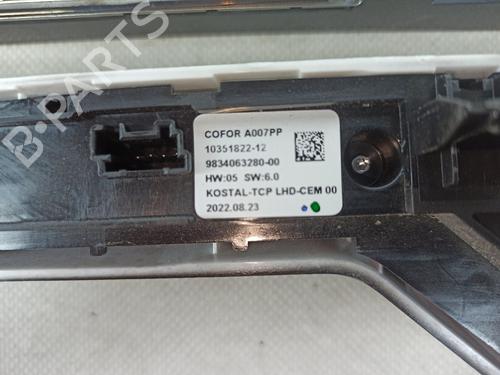 B-PARTS
COFOR A007PP
10351822-12
9834063280-00
HW:05 SW:6.0
KOSTAL-TCP LHD-CEM 00
2022.08.23